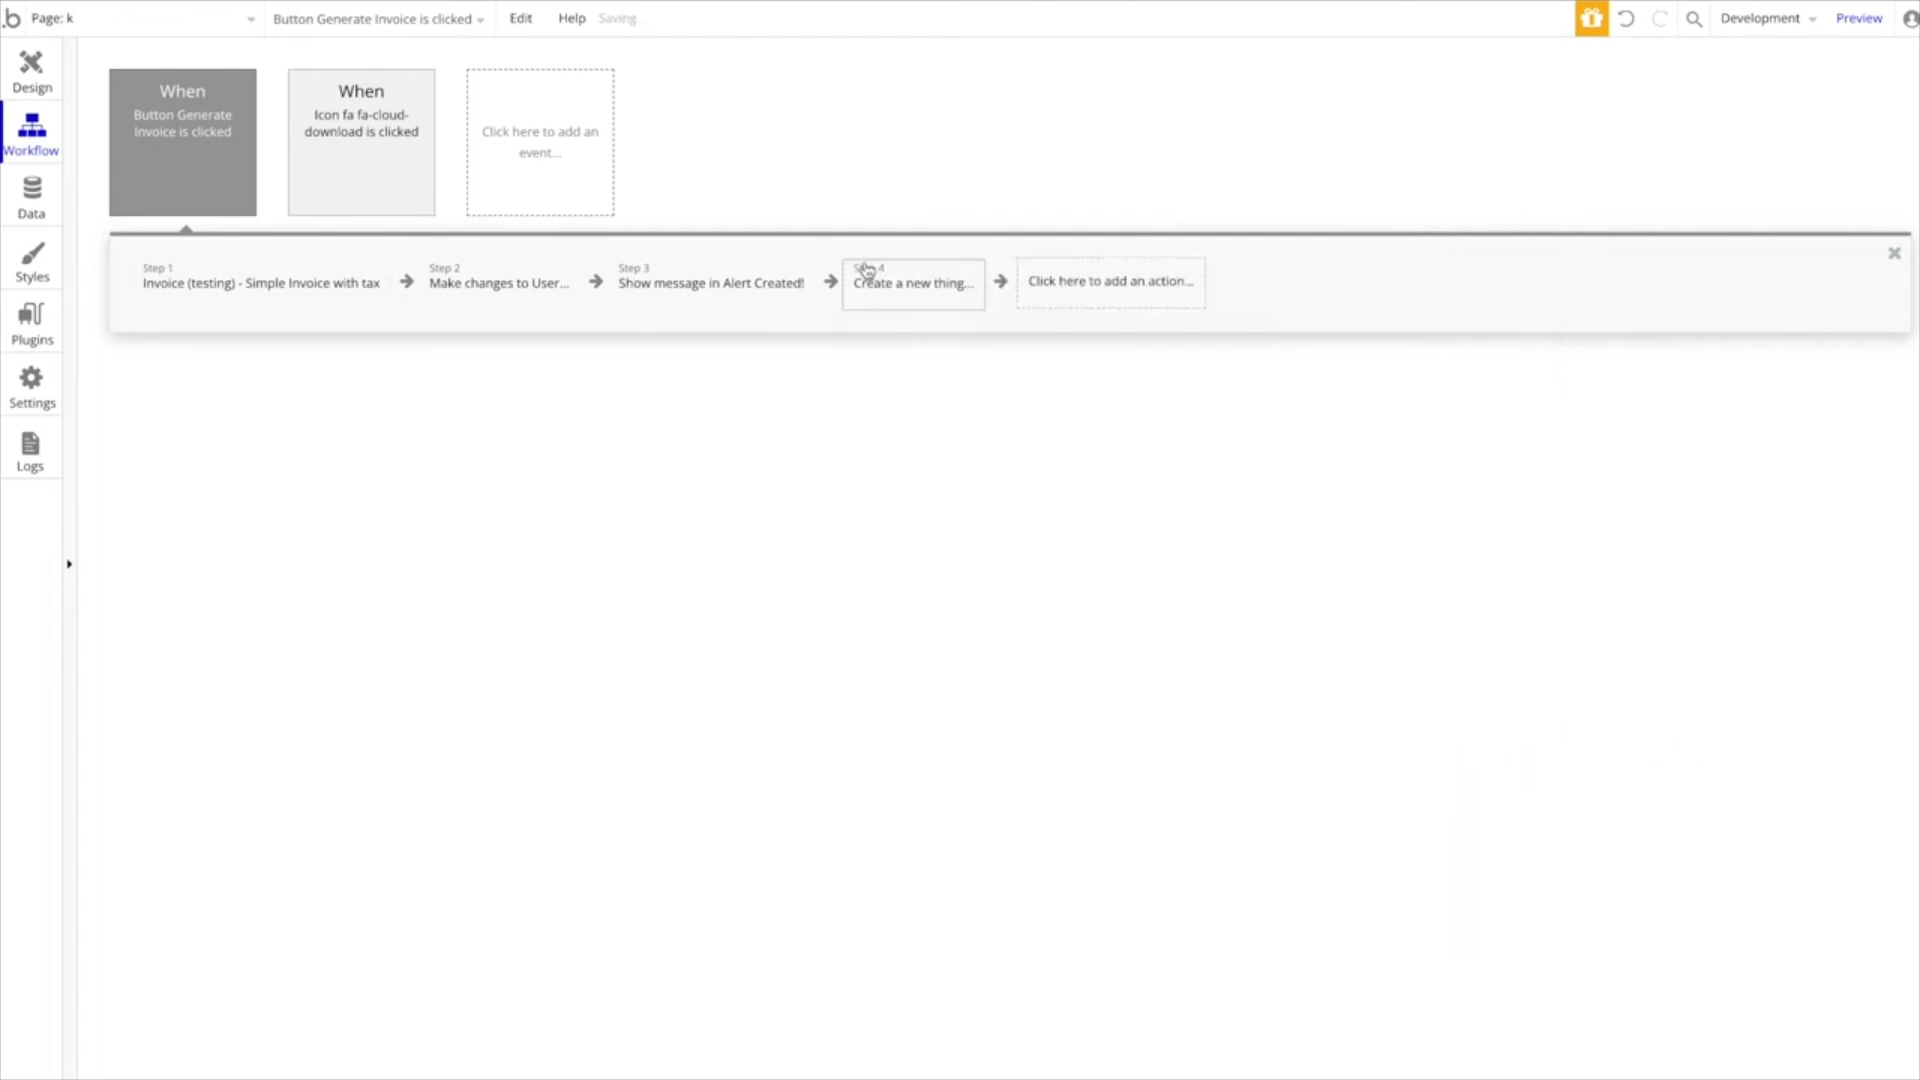 .b Page: k
Button Generate Invoice is clicked
Edit
Help
Saving...
Development
Preview
Design
Workflow
Data
Styles
Plugins
Settings
Logs
When
Button Generate
Invoice is clicked
When
Icon fa fa-cloud-
download is clicked
Click here to add an
event...
Step 1
Invoice (testing) - Simple Invoice with tax
Step 2
Make changes to User...
Step 3
Show message in Alert Created!
4
Create a new thing...
Click here to add an action...